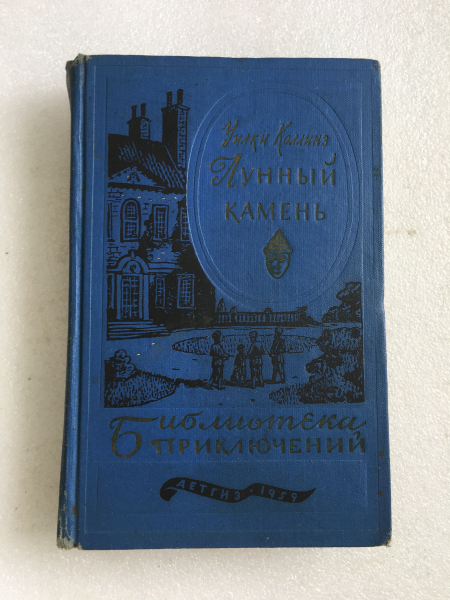 Уилки Коллинз
Лунный
камень
Библиотека
приключений
ДЕТГИЗ • 1959